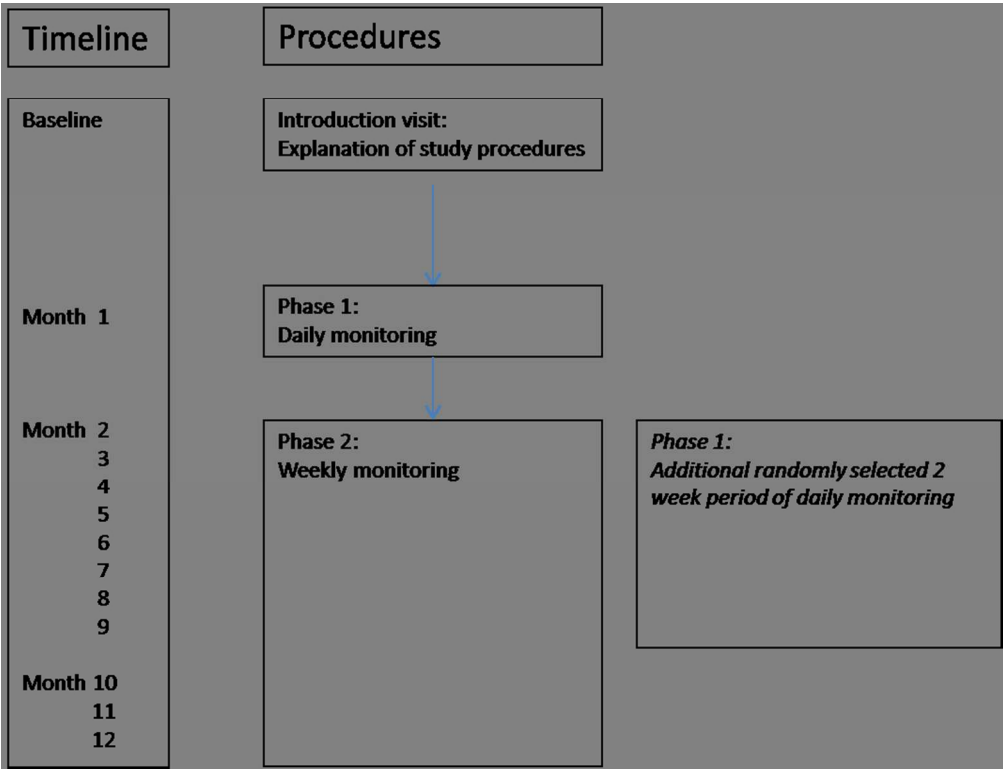 Timeline
Procedures
Baseline
Introduction visit:
Explanation of study procedures
Month 1
Phase 1:
Daily monitoring
Month 2
3
4
5
6
7
8
9
Month 10
11
12
Phase 2:
Weekly monitoring
Phase 1:
Additional randomly selected 2
week period of daily monitoring